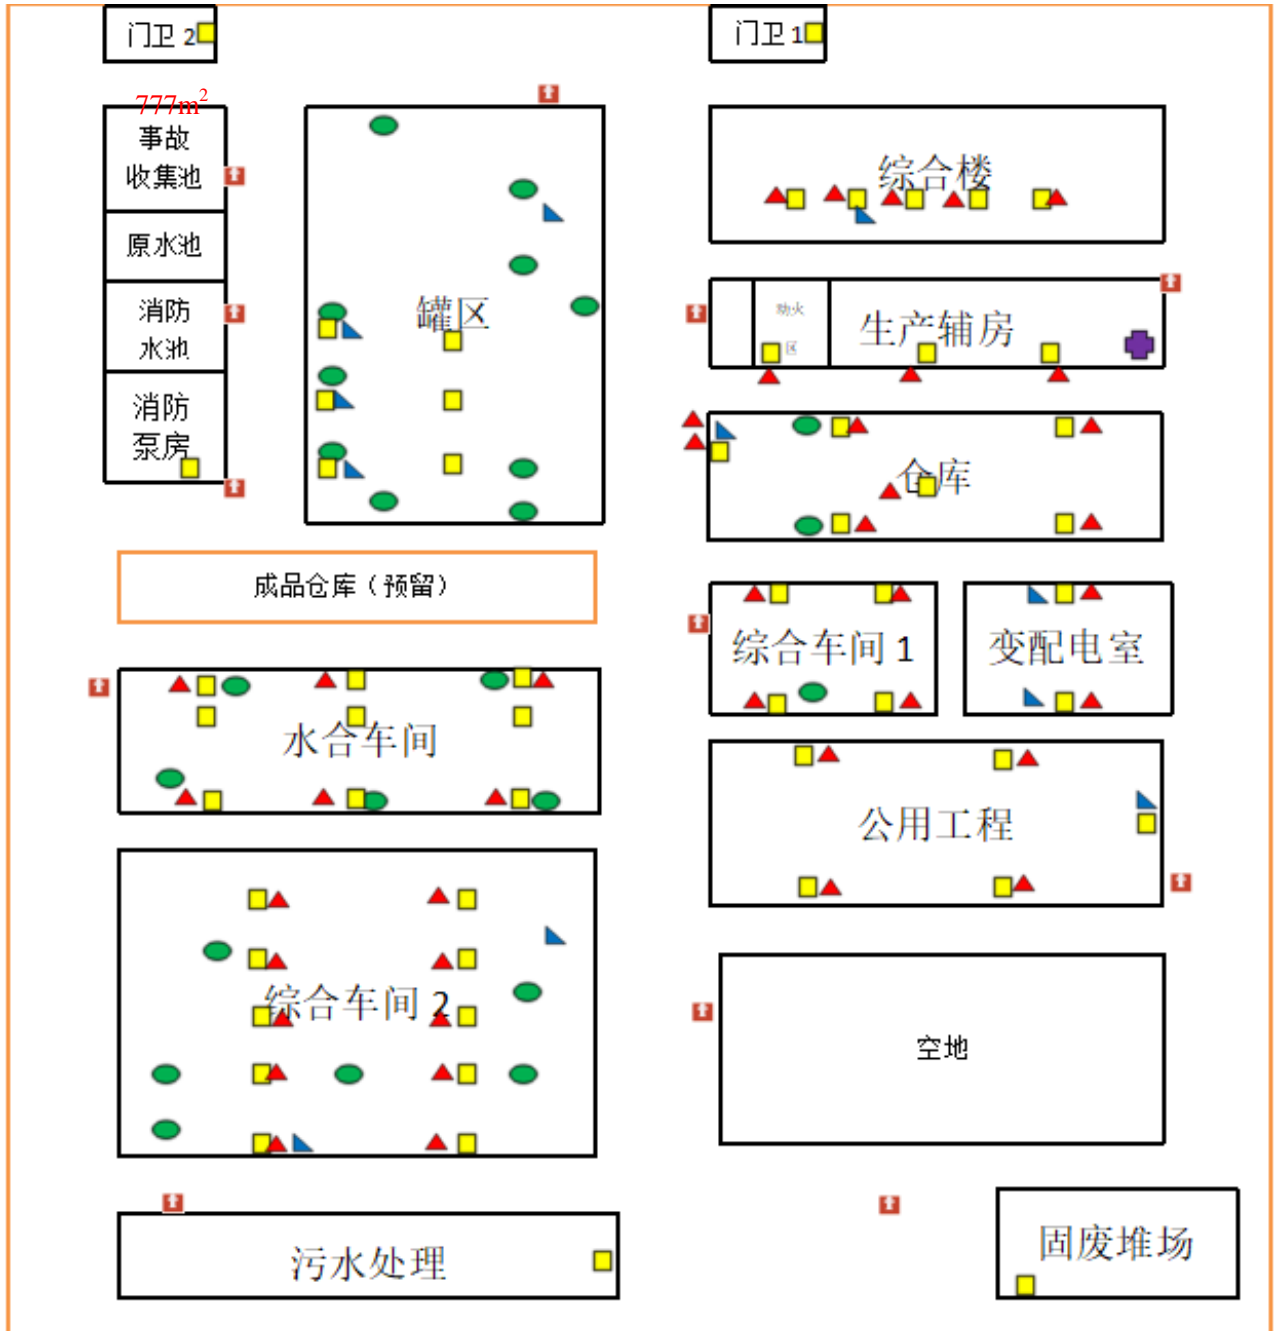 门卫 2
门卫 1
777m²
事故
收集池
原水池
消防
水池
消防
泵房
罐区
综合楼
动火
区
生产辅房
仓库
成品仓库（预留）
综合车间 1
变配电室
水合车间
公用工程
综合车间 2
空地
污水处理
固废堆场